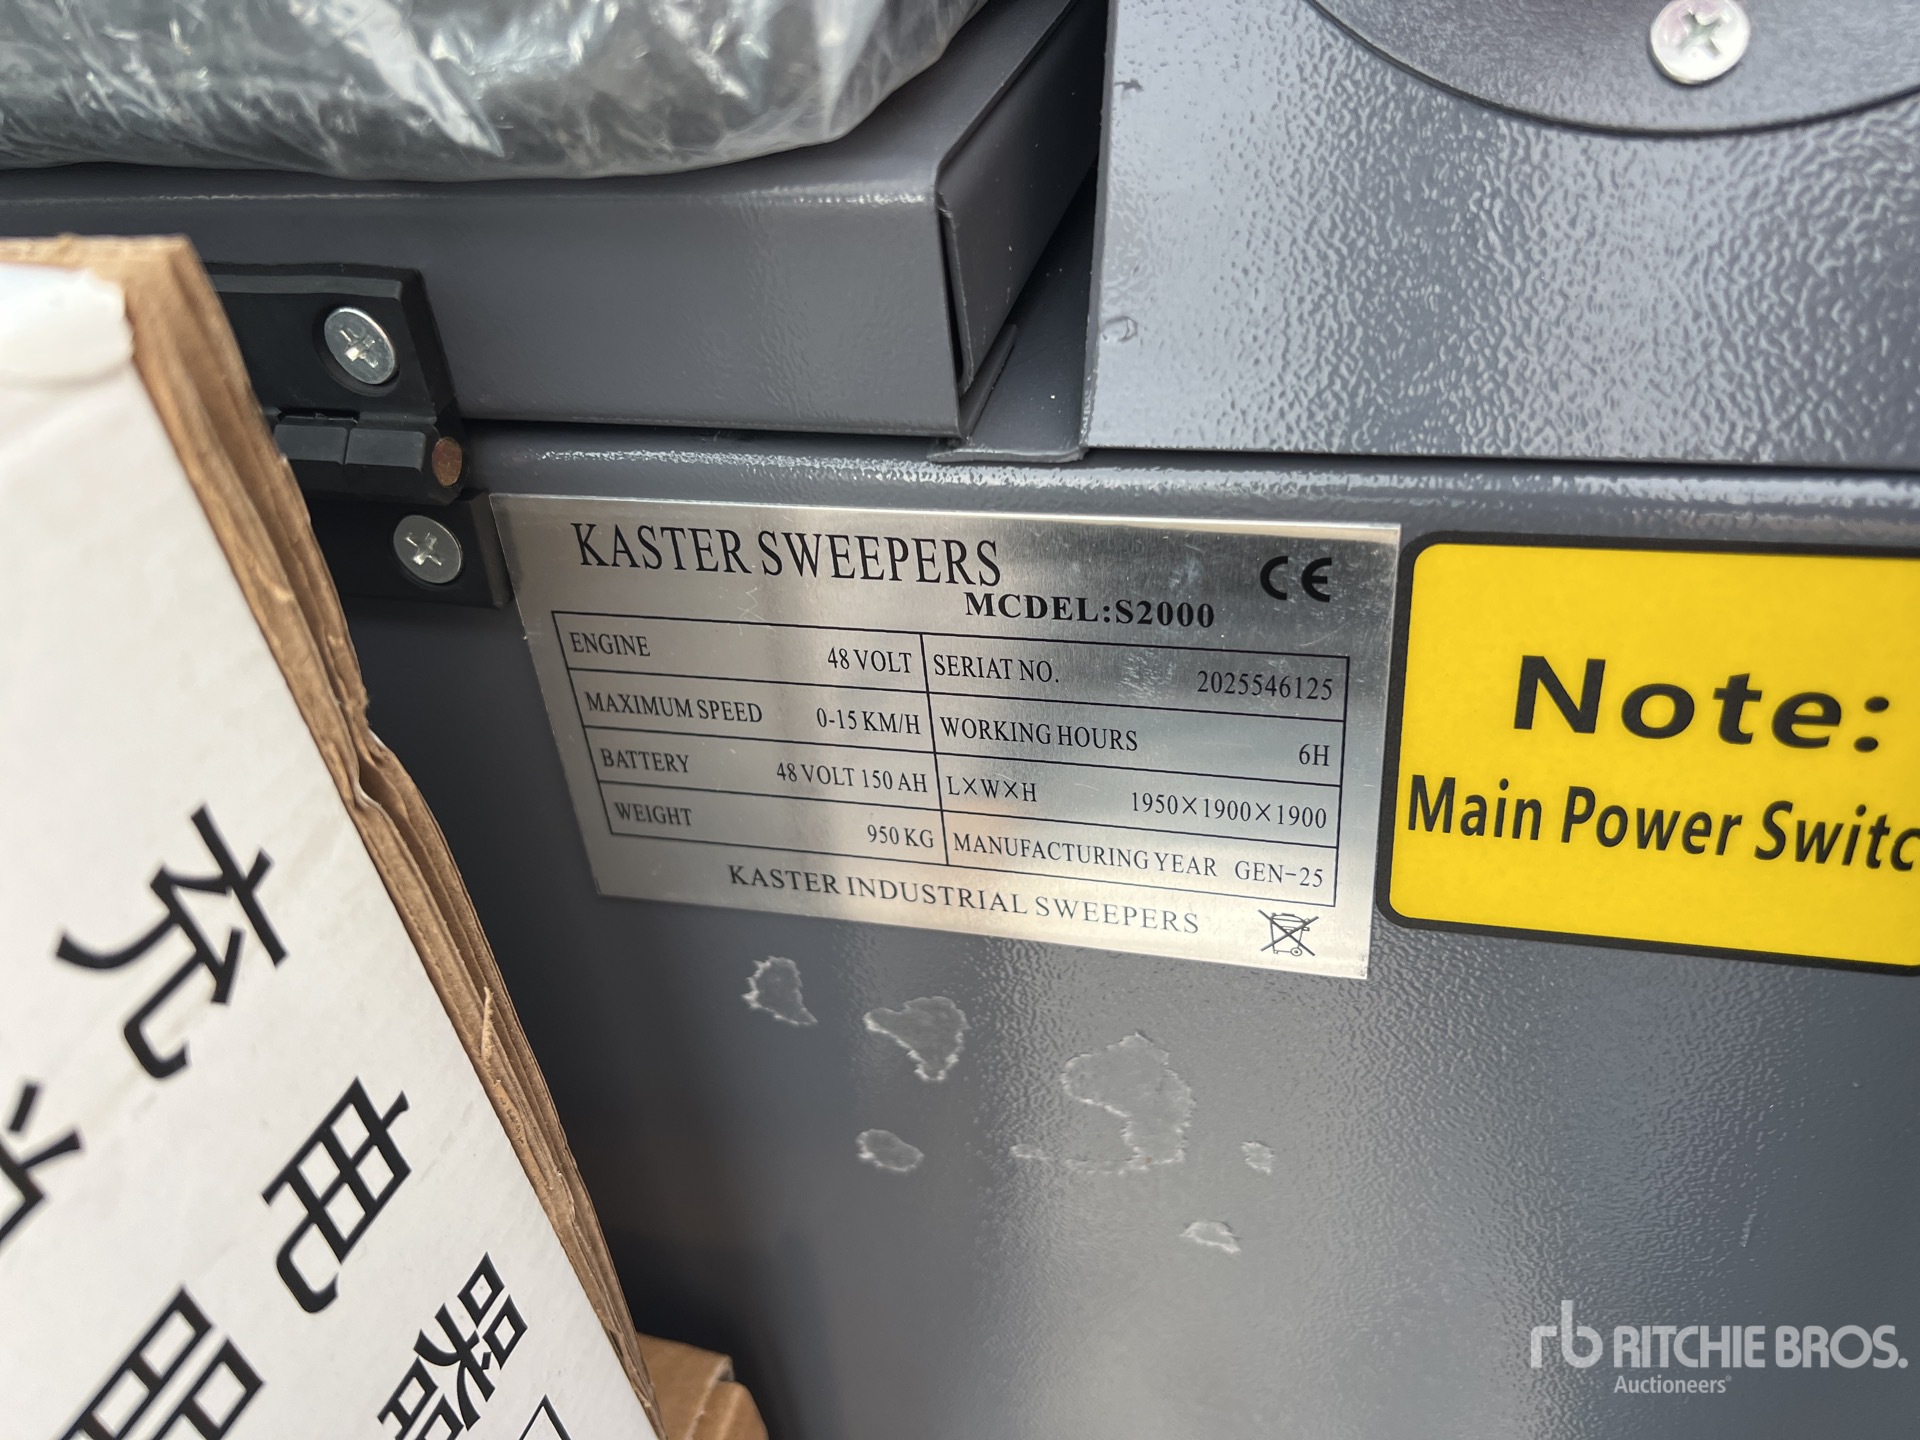 KASTER SWEEPERS
CE
MCDEL:S2000
ENGINE 48 VOLT SERIAT NO. 2025546125
MAXIMUM SPEED 0-15 KM/H WORKING HOURS 6H
BATTERY 48 VOLT 150 AH L×W×H 1950×1900×1900
WEIGHT 950 KG MANUFACTURING YEAR GEN-25
KASTER INDUSTRIAL SWEEPERS
Note:
Main Power Switc
充电器
rb RITCHIE BROS.
Auctioneers